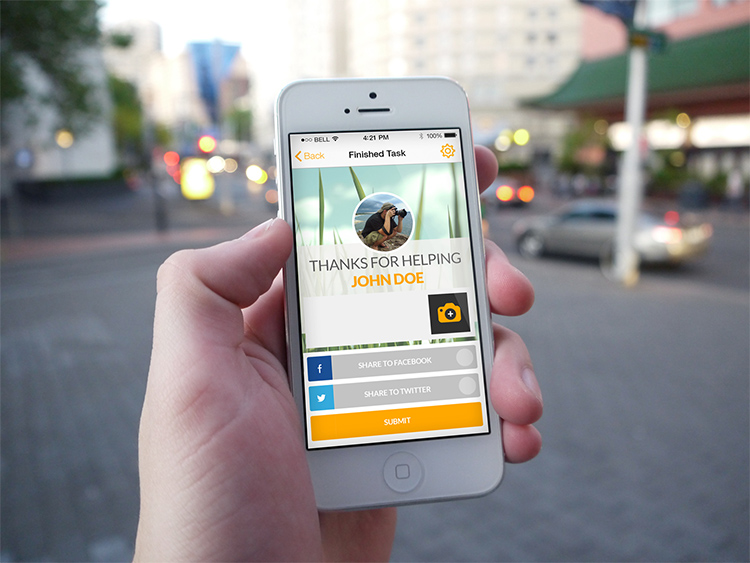 BELL 4:21 PM 100%
Back Finished Task
THANKS FOR HELPING
JOHN DOE
f SHARE TO FACEBOOK
SHARE TO TWITTER
SUBMIT